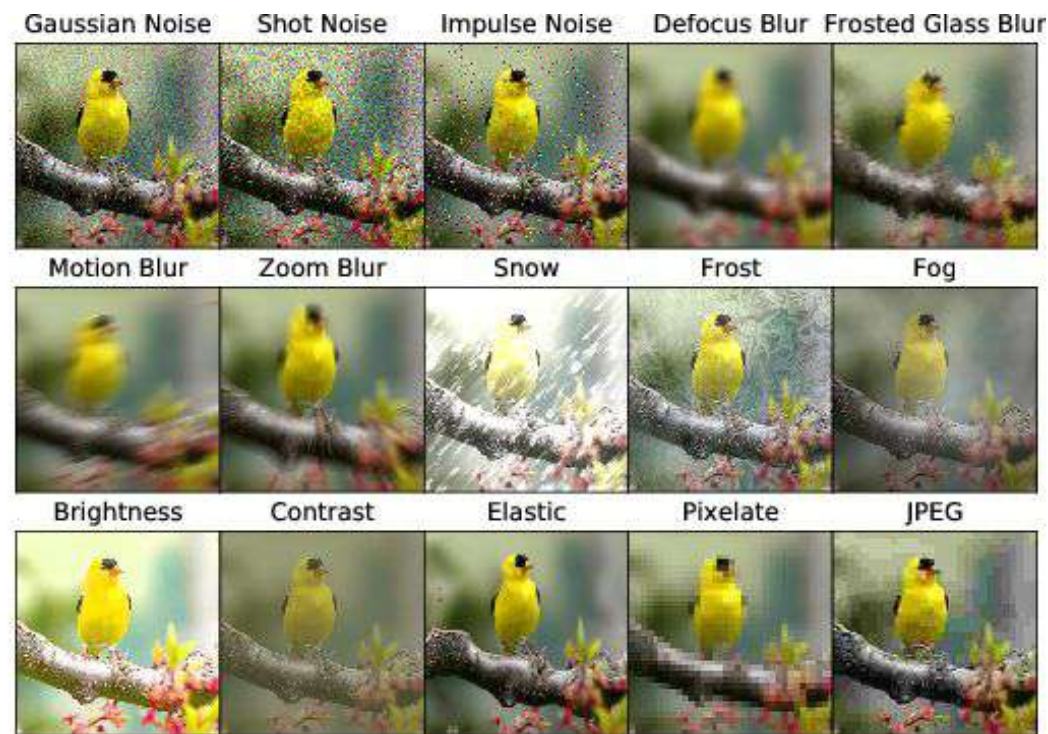 Gaussian Noise Shot Noise Impulse Noise Defocus Blur Frosted Glass Blur
Motion Blur Zoom Blur Snow Frost Fog
Brightness Contrast Elastic Pixelate JPEG